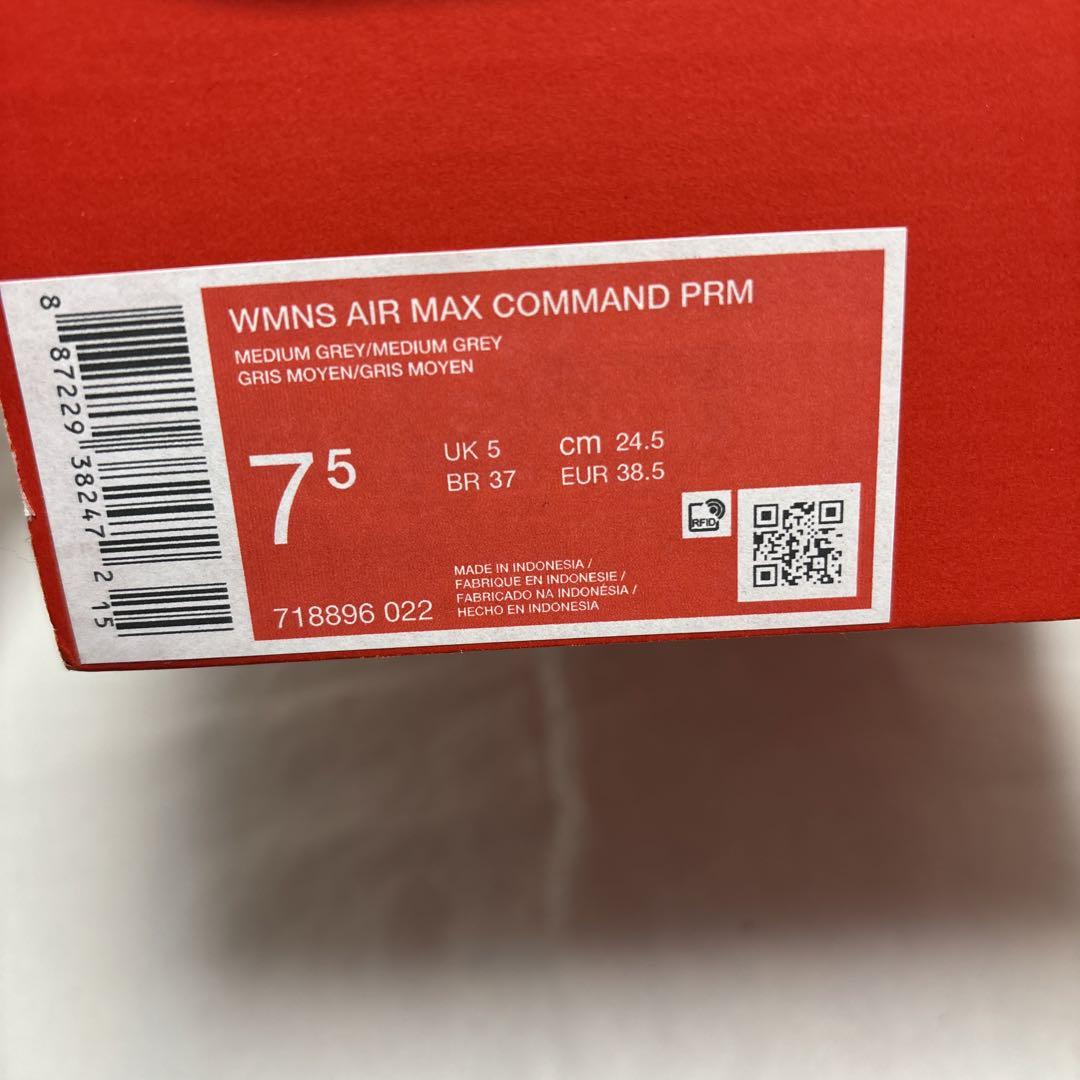 WMNS AIR MAX COMMAND PRM
MEDIUM GREY/MEDIUM GREY
GRIS MOYEN/GRIS MOYEN
7 5
UK 5 cm 24.5
BR 37 EUR 38.5
RFID
MADE IN INDONESIA /
FABRIQUE EN INDONESIE /
FABRICADO NA INDONÉSIA /
HECHO EN INDONESIA
718896 022
8 87229 38247 2 15